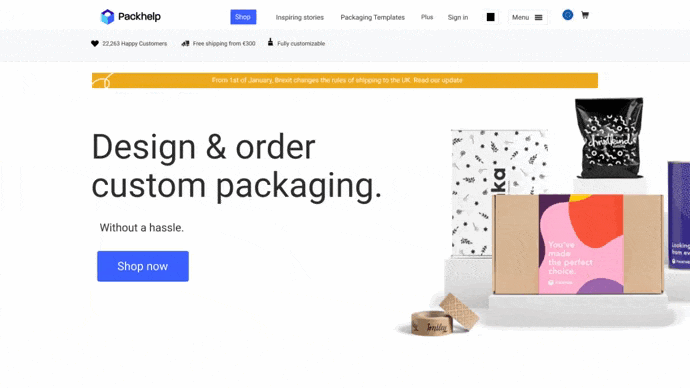 Packhelp
Shop
Inspiring stories
Packaging Templates
Plus
Sign in
Menu
22,263 Happy Customers
Free shipping from €300
Fully customizable
From 1st of January, Brexit changes the rules of shipping to the UK. Read our update
Design & order
custom packaging.
Without a hassle.
Shop now
ka
You've
made
the perfect
choice.
Looking